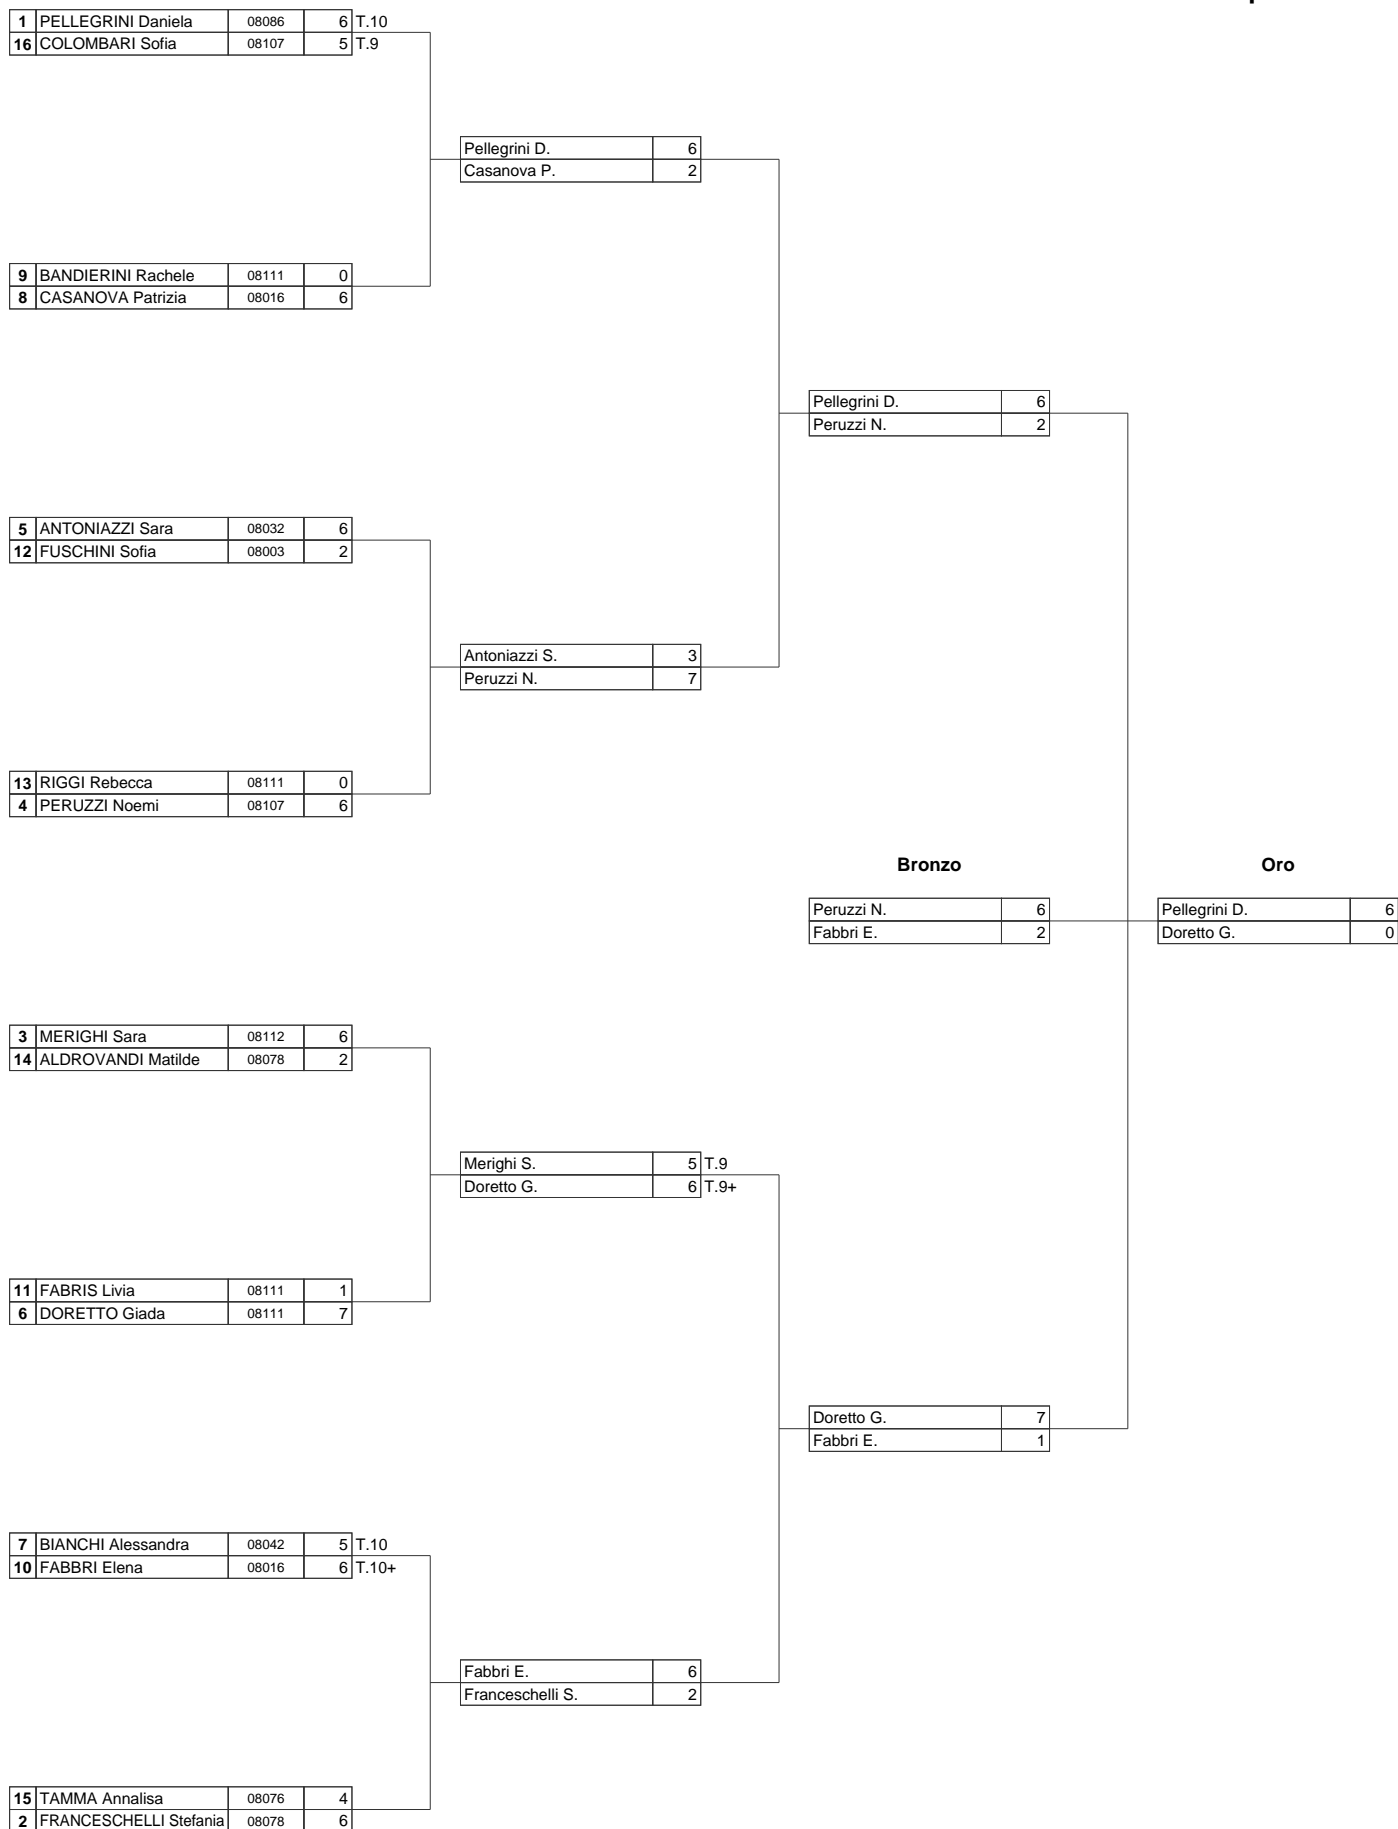 1 PELLEGRINI Daniela 08086 6 T.10
16 COLOMBARI Sofia 08107 5 T.9
Pellegrini D. 6
Casanova P. 2
9 BANDIERINI Rachele 08111 0
8 CASANOVA Patrizia 08016 6
Pellegrini D. 6
Peruzzi N. 2
5 ANTONIAZZI Sara 08032 6
12 FUSCHINI Sofia 08003 2
Antoniazzi S. 3
Peruzzi N. 7
13 RIGGI Rebecca 08111 0
4 PERUZZI Noemi 08107 6
Bronzo Oro
Peruzzi N. 6 Pellegrini D. 6
Fabbri E. 2 Doretto G. 0
3 MERIGHI Sara 08112 6
14 ALDROVANDI Matilde 08078 2
Merighi S. 5 T.9
Doretto G. 6 T.9+
11 FABRIS Livia 08111 1
6 DORETTO Giada 08111 7
Doretto G. 7
Fabbri E. 1
7 BIANCHI Alessandra 08042 5 T.10
10 FABBRI Elena 08016 6 T.10+
Fabbri E. 6
Franceschelli S. 2
15 TAMMA Annalisa 08076 4
2 FRANCESCHELLI Stefania 08078 6